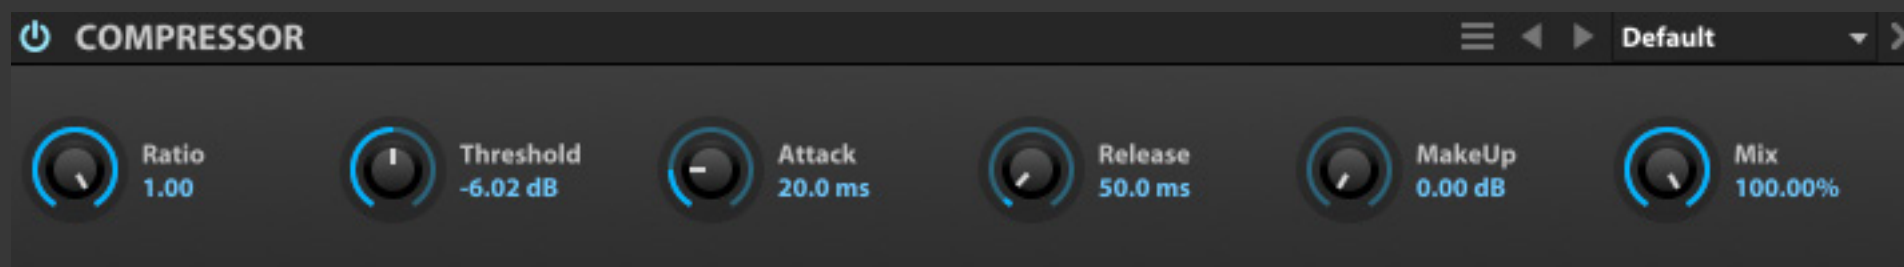 COMPRESSOR
Default
Ratio
1.00
Threshold
-6.02 dB
Attack
20.0 ms
Release
50.0 ms
MakeUp
0.00 dB
Mix
100.00%